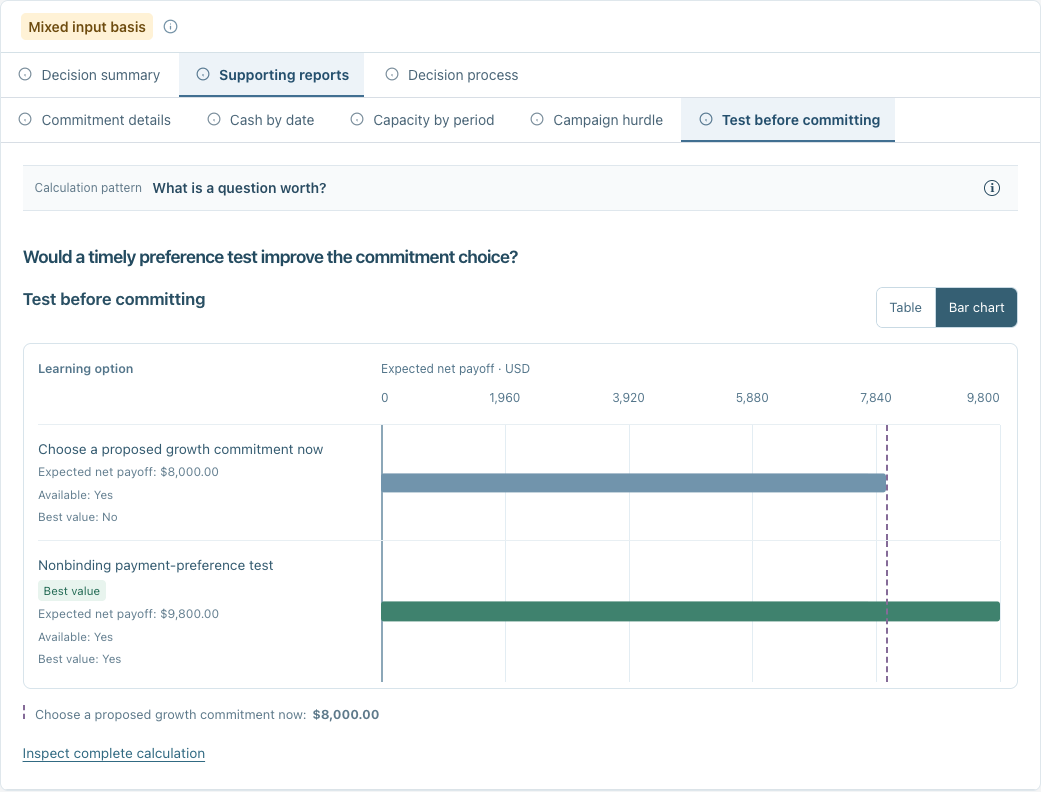 Mixed input basis
Decision summary
Supporting reports
Decision process
Commitment details
Cash by date
Capacity by period
Campaign hurdle
Test before committing
Calculation pattern What is a question worth?
Would a timely preference test improve the commitment choice?
Test before committing
Table
Bar chart
Learning option
Expected net payoff · USD
0 1,960 3,920 5,880 7,840 9,800
Choose a proposed growth commitment now
Expected net payoff: $8,000.00
Available: Yes
Best value: No
Nonbinding payment-preference test
Best value
Expected net payoff: $9,800.00
Available: Yes
Best value: Yes
Choose a proposed growth commitment now: $8,000.00
Inspect complete calculation